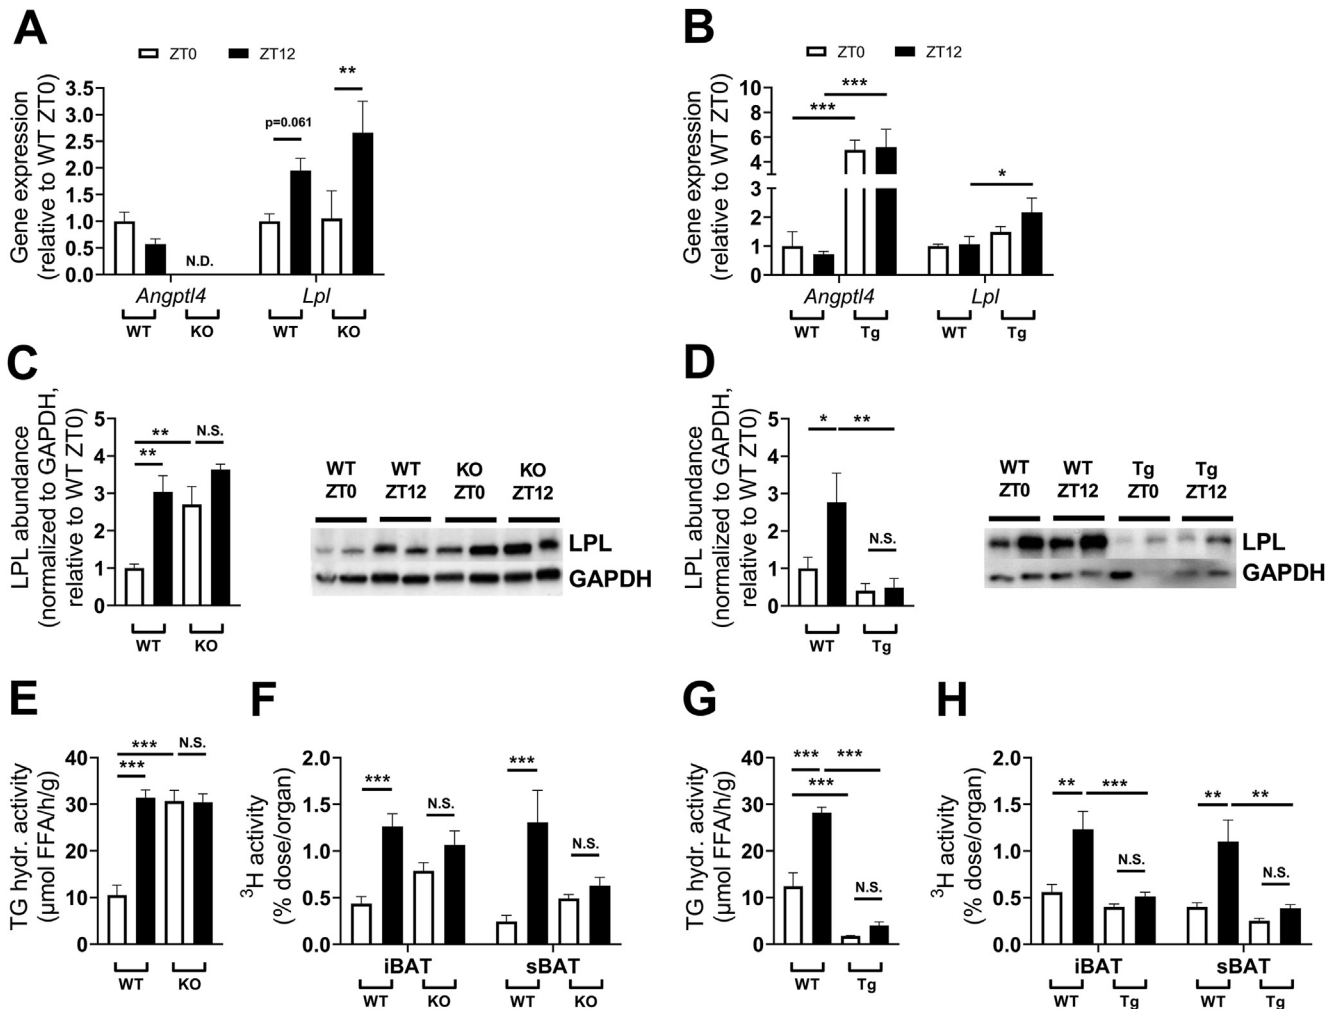 A
ZT0 ZT12
Gene expression
(relative to WT ZT0)
3.5
3.0
2.5
2.0
1.5
1.0
0.5
0.0
p=0.061
**
N.D.
Angptl4 Lpl
WT KO WT KO
B
ZT0 ZT12
Gene expression
(relative to WT ZT0)
10
8
6
4
3
2
1
0
***
***
*
Angptl4 Lpl
WT Tg WT Tg
C
LPL abundance
(normalized to GAPDH,
relative to WT ZT0)
5
4
3
2
1
0
** N.S.
**
WT KO
WT WT KO KO
ZT0 ZT12 ZT0 ZT12
LPL
GAPDH
D
LPL abundance
(normalized to GAPDH,
relative to WT ZT0)
5
4
3
2
1
0
* **
N.S.
WT Tg
WT WT Tg Tg
ZT0 ZT12 ZT0 ZT12
LPL
GAPDH
E
TG hydr. activity
(µmol FFA/h/g)
40
30
20
10
0
*** N.S.
***
WT KO
F
³H activity
(% dose/organ)
2.0
1.5
1.0
0.5
0.0
*** N.S. *** N.S.
iBAT sBAT
WT KO WT KO
G
TG hydr. activity
(µmol FFA/h/g)
40
30
20
10
0
*** ***
***
N.S.
WT Tg
H
³H activity
(% dose/organ)
2.0
1.5
1.0
0.5
0.0
** *** ** **
N.S. N.S.
iBAT sBAT
WT Tg WT Tg